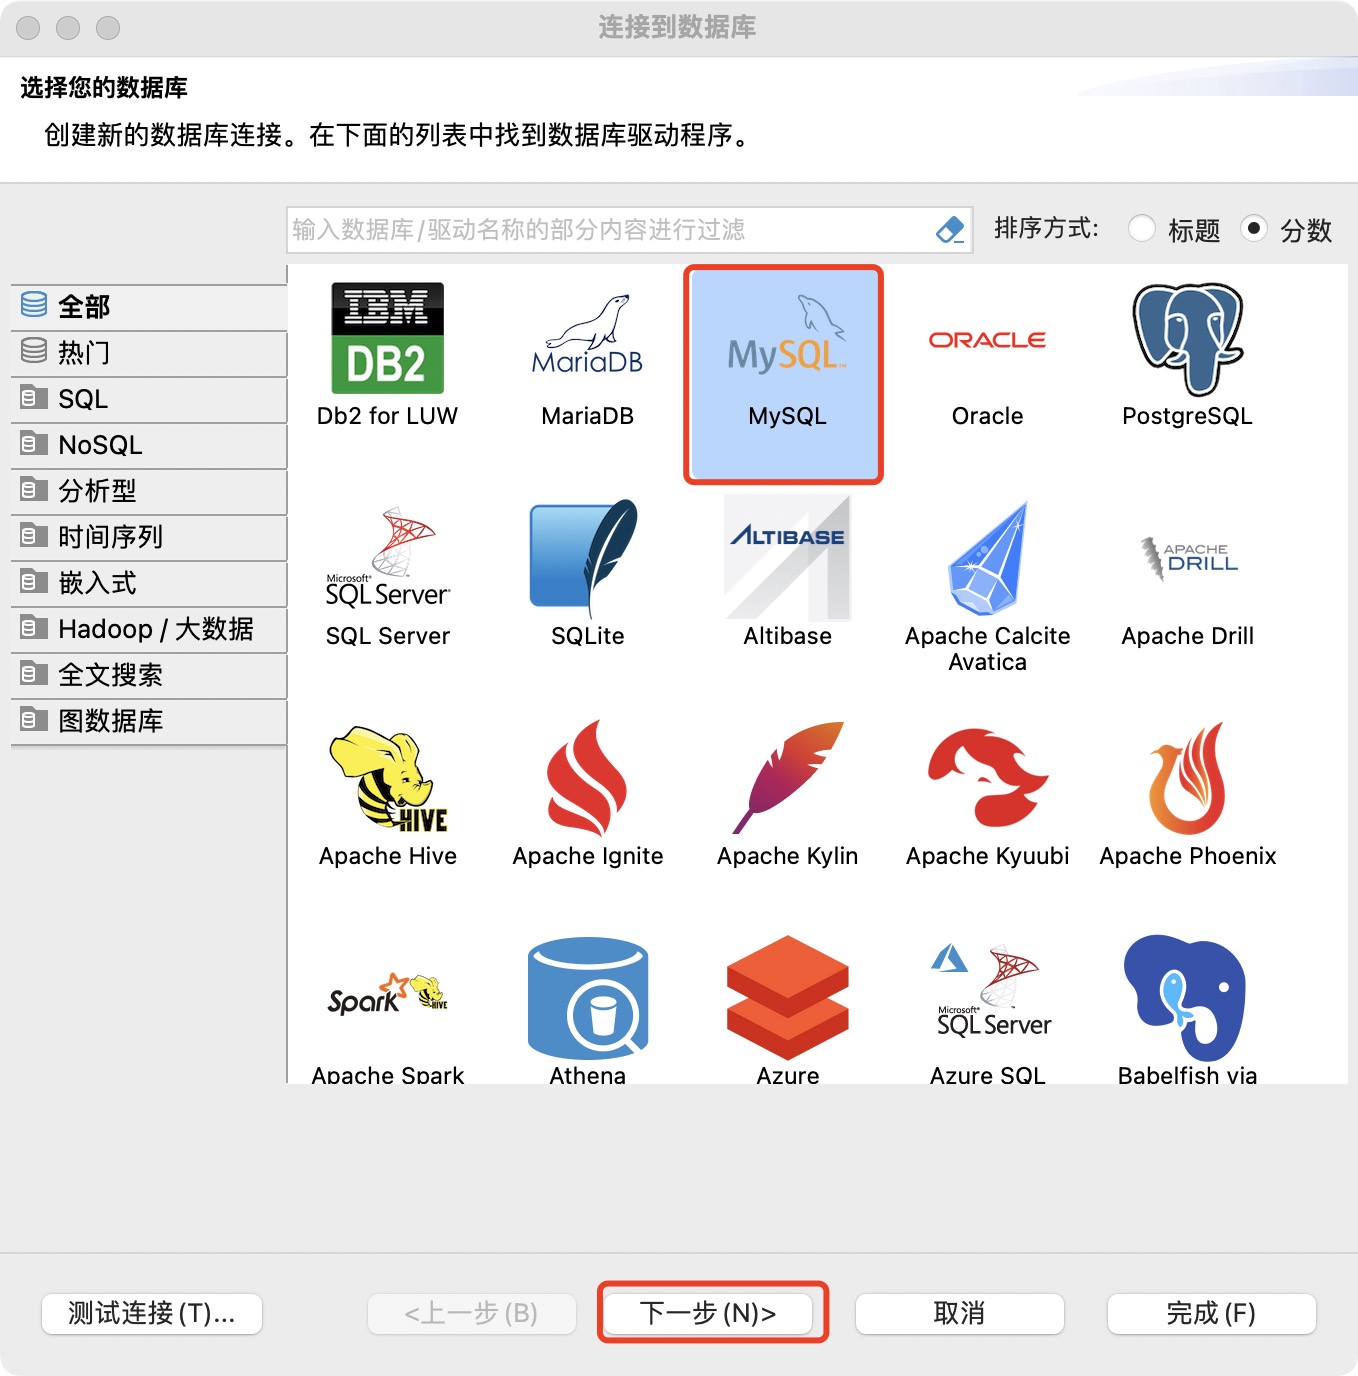 连接到数据库
选择您的数据库
创建新的数据库连接。在下面的列表中找到数据库驱动程序。
输入数据库/驱动名称的部分内容进行过滤
排序方式:
标题
分数
全部
热门
SQL
NoSQL
分析型
时间序列
嵌入式
Hadoop / 大数据
全文搜索
图数据库
IBM
DB2
Db2 for LUW
MariaDB
MariaDB
MySQL™
MySQL
ORACLE
Oracle
PostgreSQL
Microsoft®
SQL Server®
SQL Server
SQLite
ALTIBASE
Altibase
Apache Calcite
Avatica
APACHE
DRILL
Apache Drill
HIVE
Apache Hive
Apache Ignite
Apache Kylin
Apache Kyuubi
Apache Phoenix
Spark
HIVE
Apache Spark
Athena
Azure
Microsoft®
SQL Server
Azure SQL
Babelfish via
测试连接(T)...
<上一步(B)
下一步(N)>
取消
完成(F)